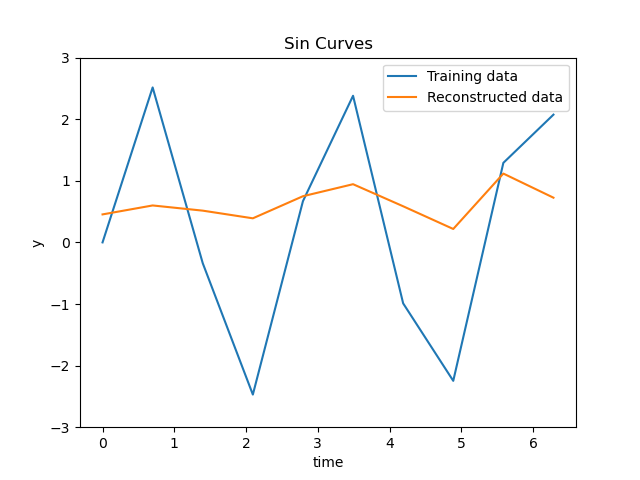 Sin Curves
Training data
Reconstructed data
3
2
1
0
−1
−2
−3
y
0 1 2 3 4 5 6
time